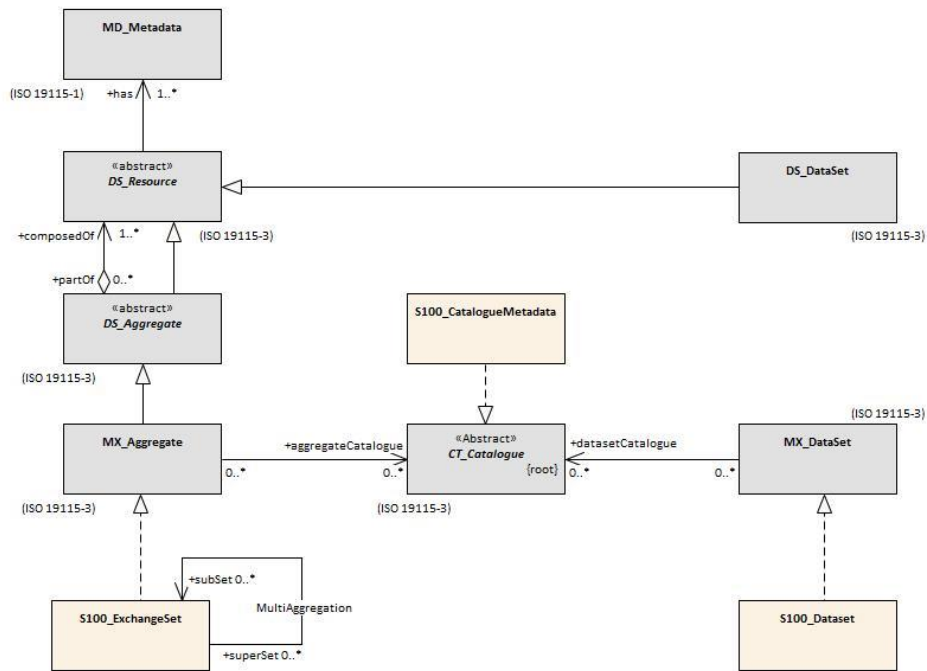 MD_Metadata
(ISO 19115-1)
+has 1..*
«abstract»
DS_Resource
DS_DataSet
+composedOf 1..*
(ISO 19115-3)
(ISO 19115-3)
+partOf 0..*
«abstract»
DS_Aggregate
S100_CatalogueMetadata
(ISO 19115-3)
(ISO 19115-3)
MX_Aggregate
+aggregateCatalogue
0..*
0..*
«Abstract»
CT_Catalogue
{root}
+datasetCatalogue
0..*
0..*
MX_DataSet
(ISO 19115-3)
(ISO 19115-3)
+subSet 0..*
MultiAggregation
S100_ExchangeSet
+superSet 0..*
S100_Dataset